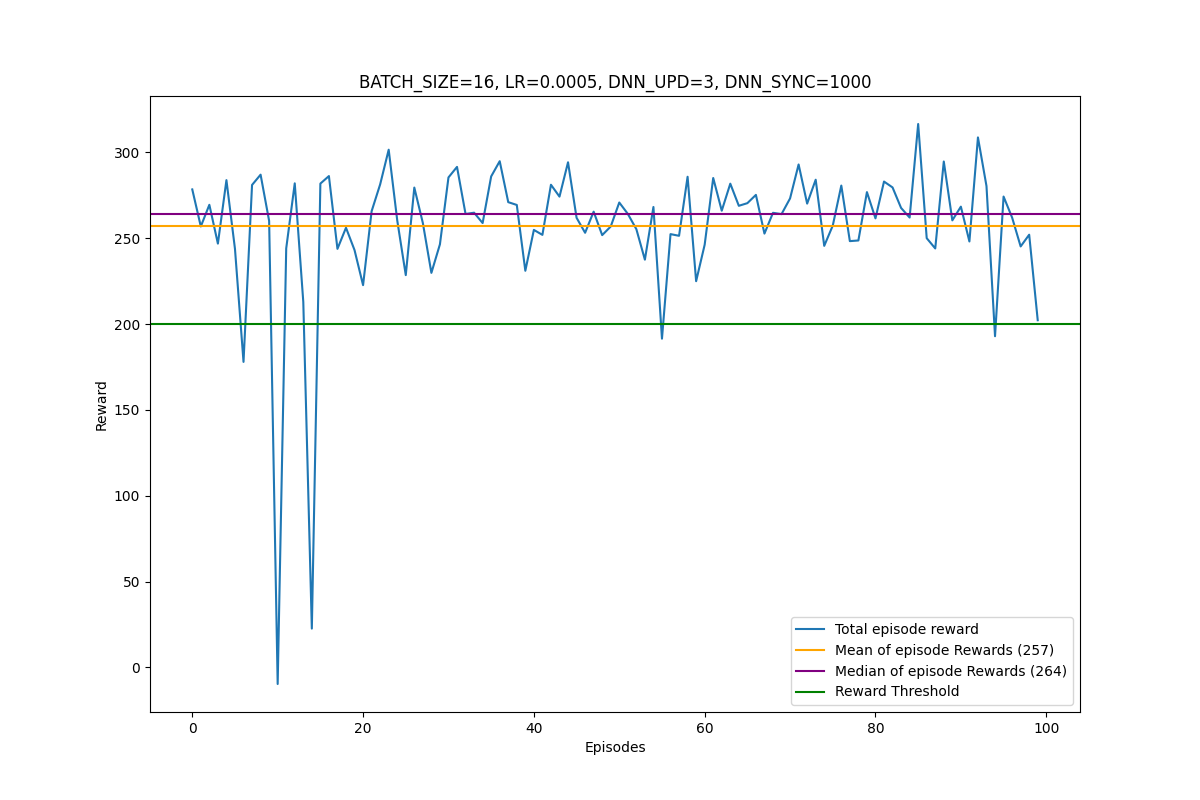 BATCH_SIZE=16, LR=0.0005, DNN_UPD=3, DNN_SYNC=1000
300
250
200
150
100
50
0
Reward
0 20 40 60 80 100
Episodes
Total episode reward
Mean of episode Rewards (257)
Median of episode Rewards (264)
Reward Threshold